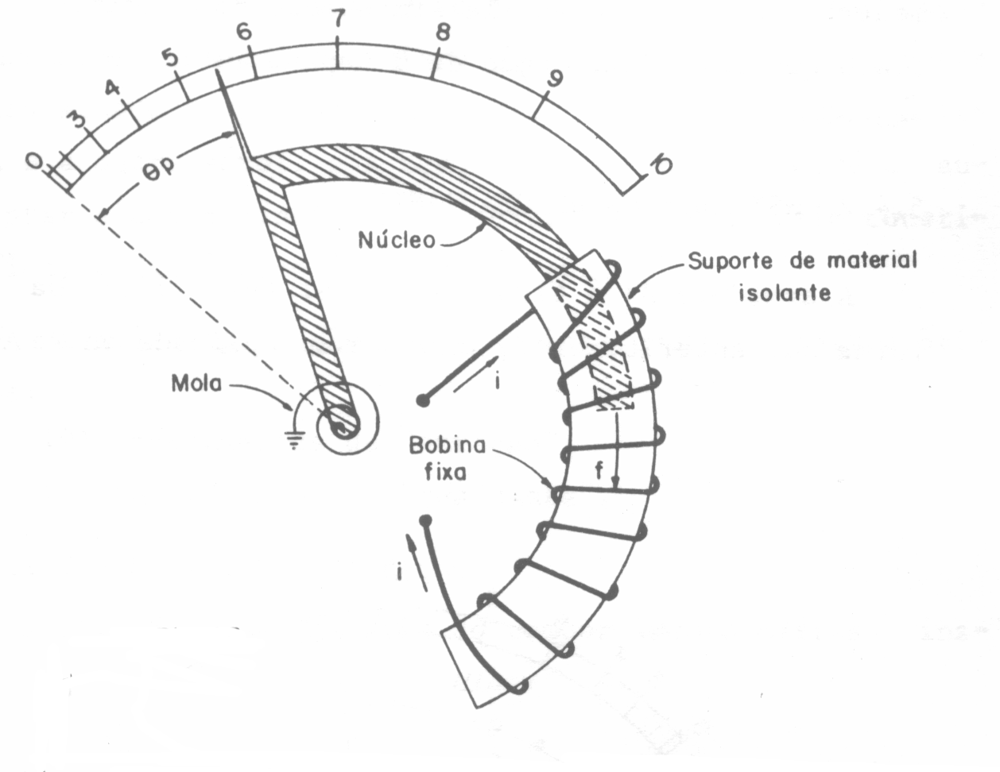 0
3
4
5
6
7
8
9
10
θp
Núcleo
Suporte de material
isolante
Mola
i
Bobina
fixa
f
i